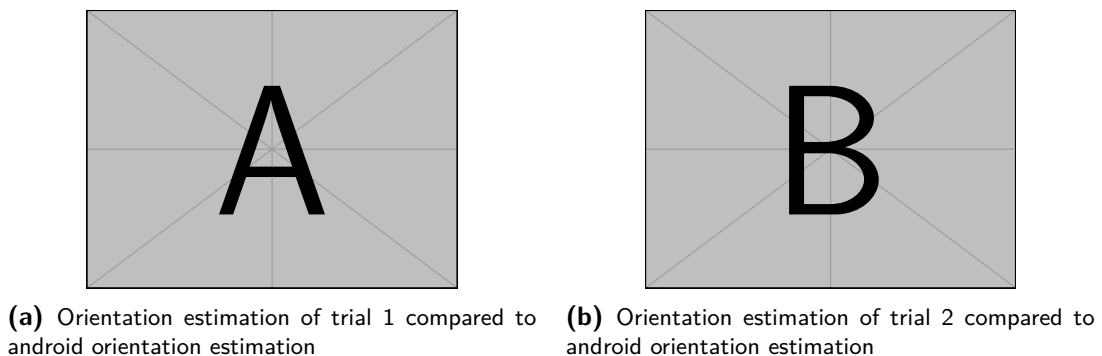 A
B
(a) Orientation estimation of trial 1 compared to
android orientation estimation
(b) Orientation estimation of trial 2 compared to
android orientation estimation